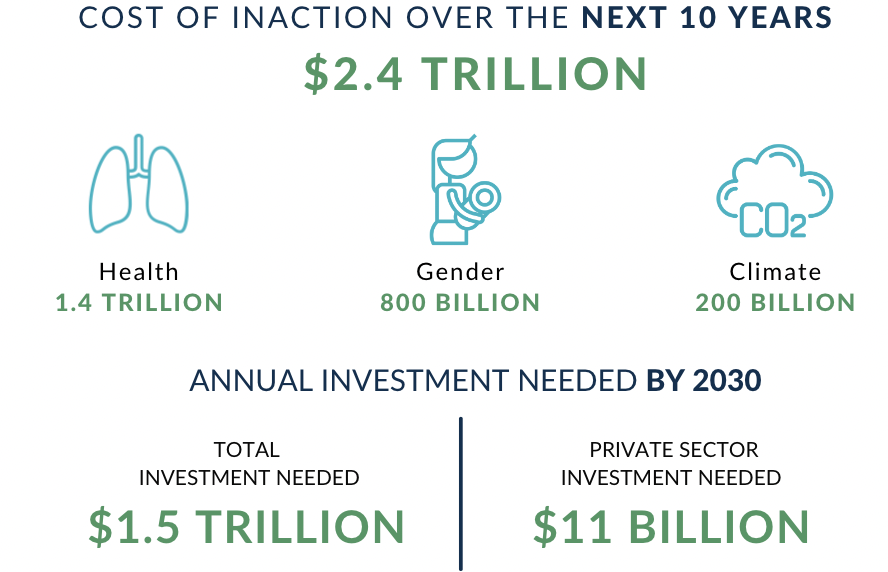 COST OF INACTION OVER THE NEXT 10 YEARS
$2.4 TRILLION
CO2
Health
1.4 TRILLION
Gender
800 BILLION
Climate
200 BILLION
ANNUAL INVESTMENT NEEDED BY 2030
TOTAL
INVESTMENT NEEDED
$1.5 TRILLION
PRIVATE SECTOR
INVESTMENT NEEDED
$11 BILLION